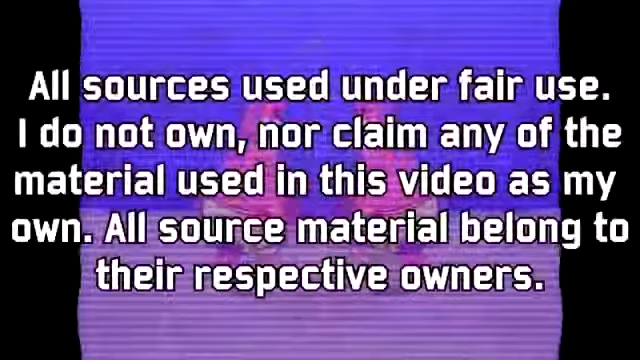 All sources used under fair use.
I do not own, nor claim any of the
material used in this video as my
own. All source material belong to
their respective owners.